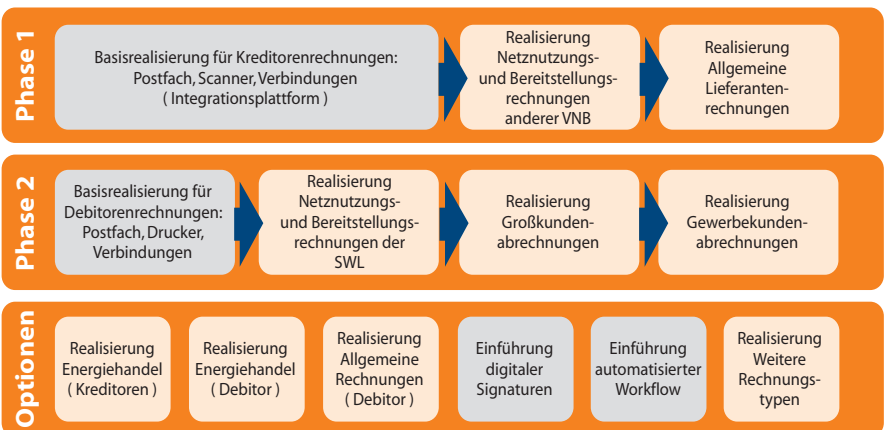 Phase 1
Basisrealisierung für Kreditorenrechnungen:
Postfach, Scanner, Verbindungen
( Integrationsplattform )
Realisierung
Netznutzungs-
und Bereitstellungs-
rechnungen
anderer VNB
Realisierung
Allgemeine
Lieferanten-
rechnungen
Phase 2
Basisrealisierung für
Debitorenrechnungen:
Postfach, Drucker,
Verbindungen
Realisierung
Netznutzungs-
und Bereitstellungs-
rechnungen der
SWL
Realisierung
Großkunden-
abrechnungen
Realisierung
Gewerbekunden-
abrechnungen
Optionen
Realisierung
Energiehandel
( Kreditoren )
Realisierung
Energiehandel
( Debitor )
Realisierung
Allgemeine
Rechnungen
( Debitor )
Einführung
digitaler
Signaturen
Einführung
automatisierter
Workflow
Realisierung
Weitere
Rechnungs-
typen